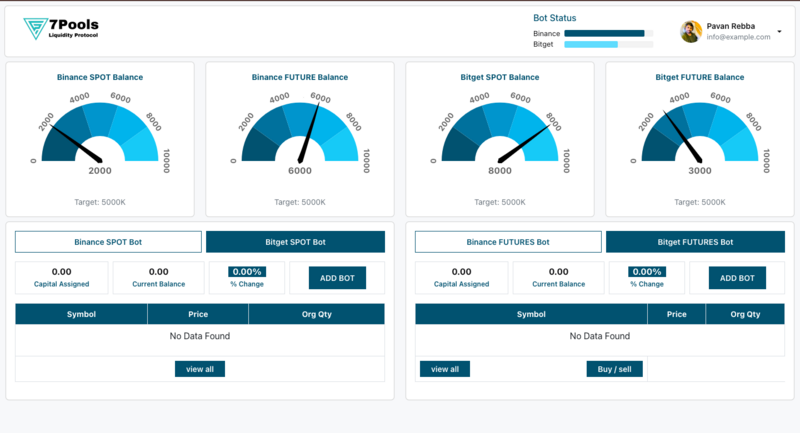 7Pools
Liquidity Protocol
Bot Status
Binance
Bitget
Pavan Rebba
info@example.com
Binance SPOT Balance
0
2000
4000
6000
8000
10000
2000
Target: 5000K
Binance FUTURE Balance
0
2000
4000
6000
8000
10000
6000
Target: 5000K
Bitget SPOT Balance
0
2000
4000
6000
8000
10000
8000
Target: 5000K
Bitget FUTURE Balance
0
2000
4000
6000
8000
10000
3000
Target: 5000K
Binance SPOT Bot
Bitget SPOT Bot
0.00
Capital Assigned
0.00
Current Balance
0.00%
% Change
ADD BOT
Symbol Price Org Qty
No Data Found
view all
Binance FUTURES Bot
Bitget FUTURES Bot
0.00
Capital Assigned
0.00
Current Balance
0.00%
% Change
ADD BOT
Symbol Price Org Qty
No Data Found
view all
Buy / sell